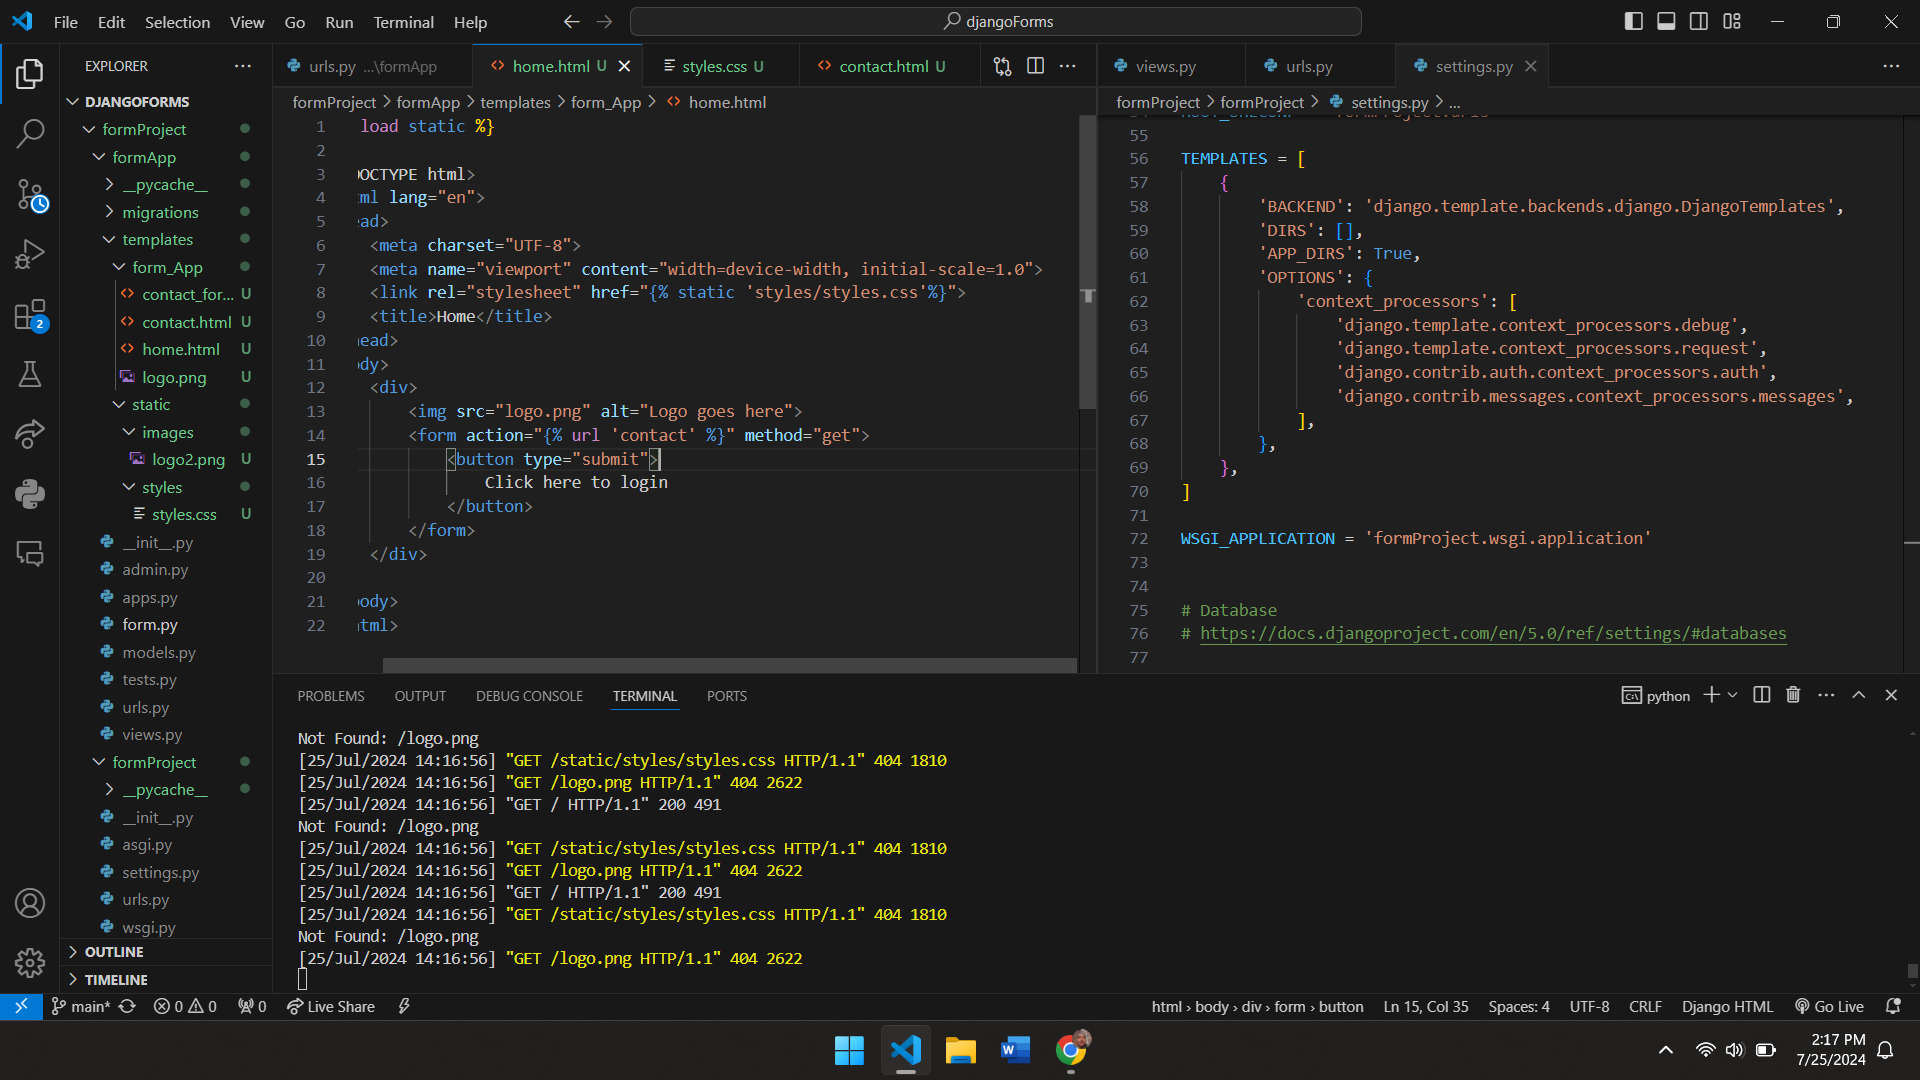 File Edit Selection View Go Run Terminal Help
djangoForms
EXPLORER
DJANGOFORMS
formProject
formApp
__pycache__
migrations
templates
form_App
contact_for... U
contact.html U
home.html U
logo.png U
static
images
logo2.png U
styles
styles.css U
__init__.py
admin.py
apps.py
form.py
models.py
tests.py
urls.py
views.py
formProject
__pycache__
__init__.py
asgi.py
settings.py
urls.py
wsgi.py
OUTLINE
TIMELINE
2
urls.py ...\formApp
home.html U
styles.css U
contact.html U
formProject > formApp > templates > form_App > home.html
1 load static %}
2
3 OCTYPE html>
4 ml lang="en">
5 ead>
6 <meta charset="UTF-8">
7 <meta name="viewport" content="width=device-width, initial-scale=1.0">
8 <link rel="stylesheet" href="{% static 'styles/styles.css'%}">
9 <title>Home</title>
10 ead>
11 dy>
12 <div>
13 <img src="logo.png" alt="Logo goes here">
14 <form action="{% url 'contact' %}" method="get">
15 <button type="submit">
16 Click here to login
17 </button>
18 </form>
19 </div>
20
21 body>
22 tml>
views.py
urls.py
settings.py
formProject > formProject > settings.py > ...
55
56 TEMPLATES = [
57 {
58 'BACKEND': 'django.template.backends.django.DjangoTemplates',
59 'DIRS': [],
60 'APP_DIRS': True,
61 'OPTIONS': {
62 'context_processors': [
63 'django.template.context_processors.debug',
64 'django.template.context_processors.request',
65 'django.contrib.auth.context_processors.auth',
66 'django.contrib.messages.context_processors.messages',
67 ],
68 },
69 },
70 ]
71
72 WSGI_APPLICATION = 'formProject.wsgi.application'
73
74
75 # Database
76 # https://docs.djangoproject.com/en/5.0/ref/settings/#databases
77
PROBLEMS OUTPUT DEBUG CONSOLE TERMINAL PORTS
python
Not Found: /logo.png
[25/Jul/2024 14:16:56] "GET /static/styles/styles.css HTTP/1.1" 404 1810
[25/Jul/2024 14:16:56] "GET /logo.png HTTP/1.1" 404 2622
[25/Jul/2024 14:16:56] "GET / HTTP/1.1" 200 491
Not Found: /logo.png
[25/Jul/2024 14:16:56] "GET /static/styles/styles.css HTTP/1.1" 404 1810
[25/Jul/2024 14:16:56] "GET /logo.png HTTP/1.1" 404 2622
[25/Jul/2024 14:16:56] "GET / HTTP/1.1" 200 491
[25/Jul/2024 14:16:56] "GET /static/styles/styles.css HTTP/1.1" 404 1810
Not Found: /logo.png
[25/Jul/2024 14:16:56] "GET /logo.png HTTP/1.1" 404 2622
main* 0 0 0 Live Share
html › body › div › form › button Ln 15, Col 35 Spaces: 4 UTF-8 CRLF Django HTML Go Live
2:17 PM
7/25/2024